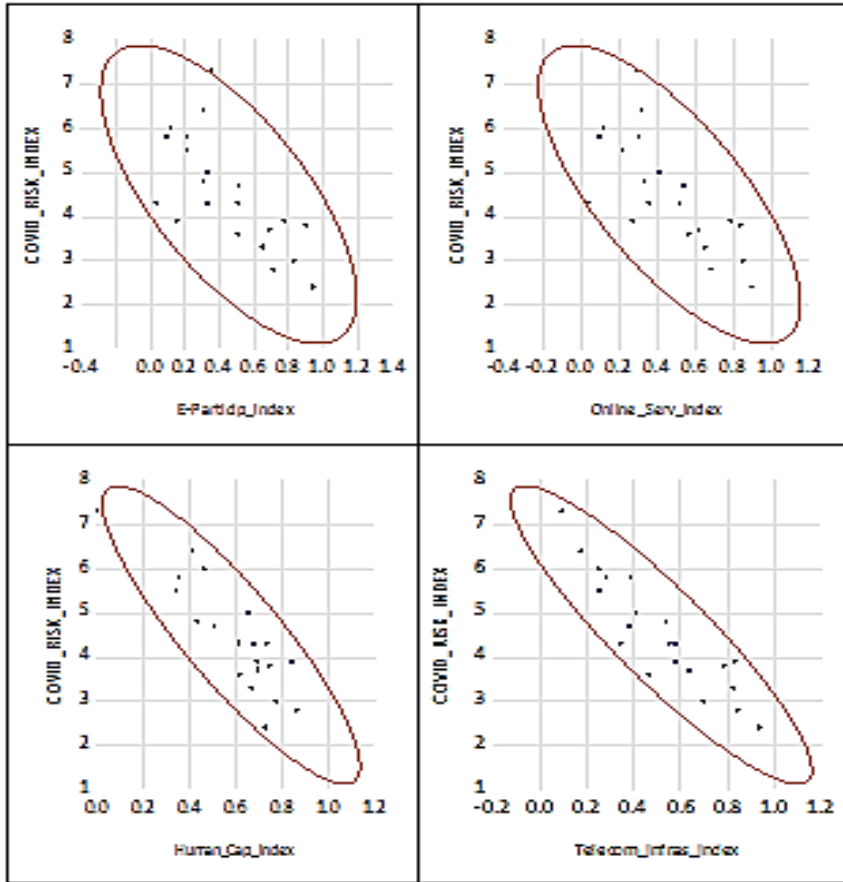 8
7
6
5
4
3
2
1
COVID_RISK_INDEX
-0.4 0.0 0.2 0.4 0.6 0.8 1.0 1.2 1.4
E-Particip_Index
8
7
6
5
4
3
2
1
COVID_RISK_INDEX
-0.4 -0.2 0.0 0.2 0.4 0.6 0.8 1.0 1.2
Online_Serv_Index
8
7
6
5
4
3
2
1
COVID_RISK_INDEX
0.0 0.2 0.4 0.6 0.8 1.0 1.2
Human_Cap_Index
8
7
6
5
4
3
2
1
COVID_RISK_INDEX
-0.2 0.0 0.2 0.4 0.6 0.8 1.0 1.2
Telecom_Infras_Index